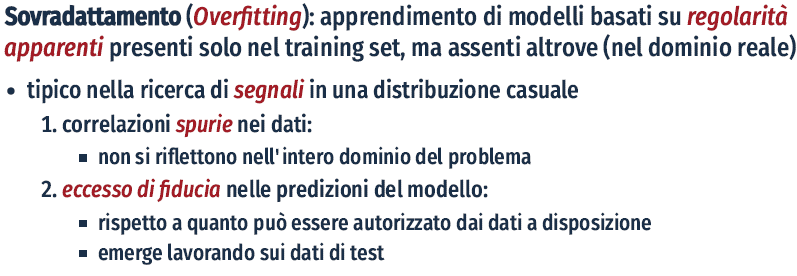 Sovradattamento (Overfitting): apprendimento di modelli basati su regolarità
apparenti presenti solo nel training set, ma assenti altrove (nel dominio reale)
• tipico nella ricerca di segnali in una distribuzione casuale
1. correlazioni spurie nei dati:
▪ non si riflettono nell'intero dominio del problema
2. eccesso di fiducia nelle predizioni del modello:
▪ rispetto a quanto può essere autorizzato dai dati a disposizione
▪ emerge lavorando sui dati di test